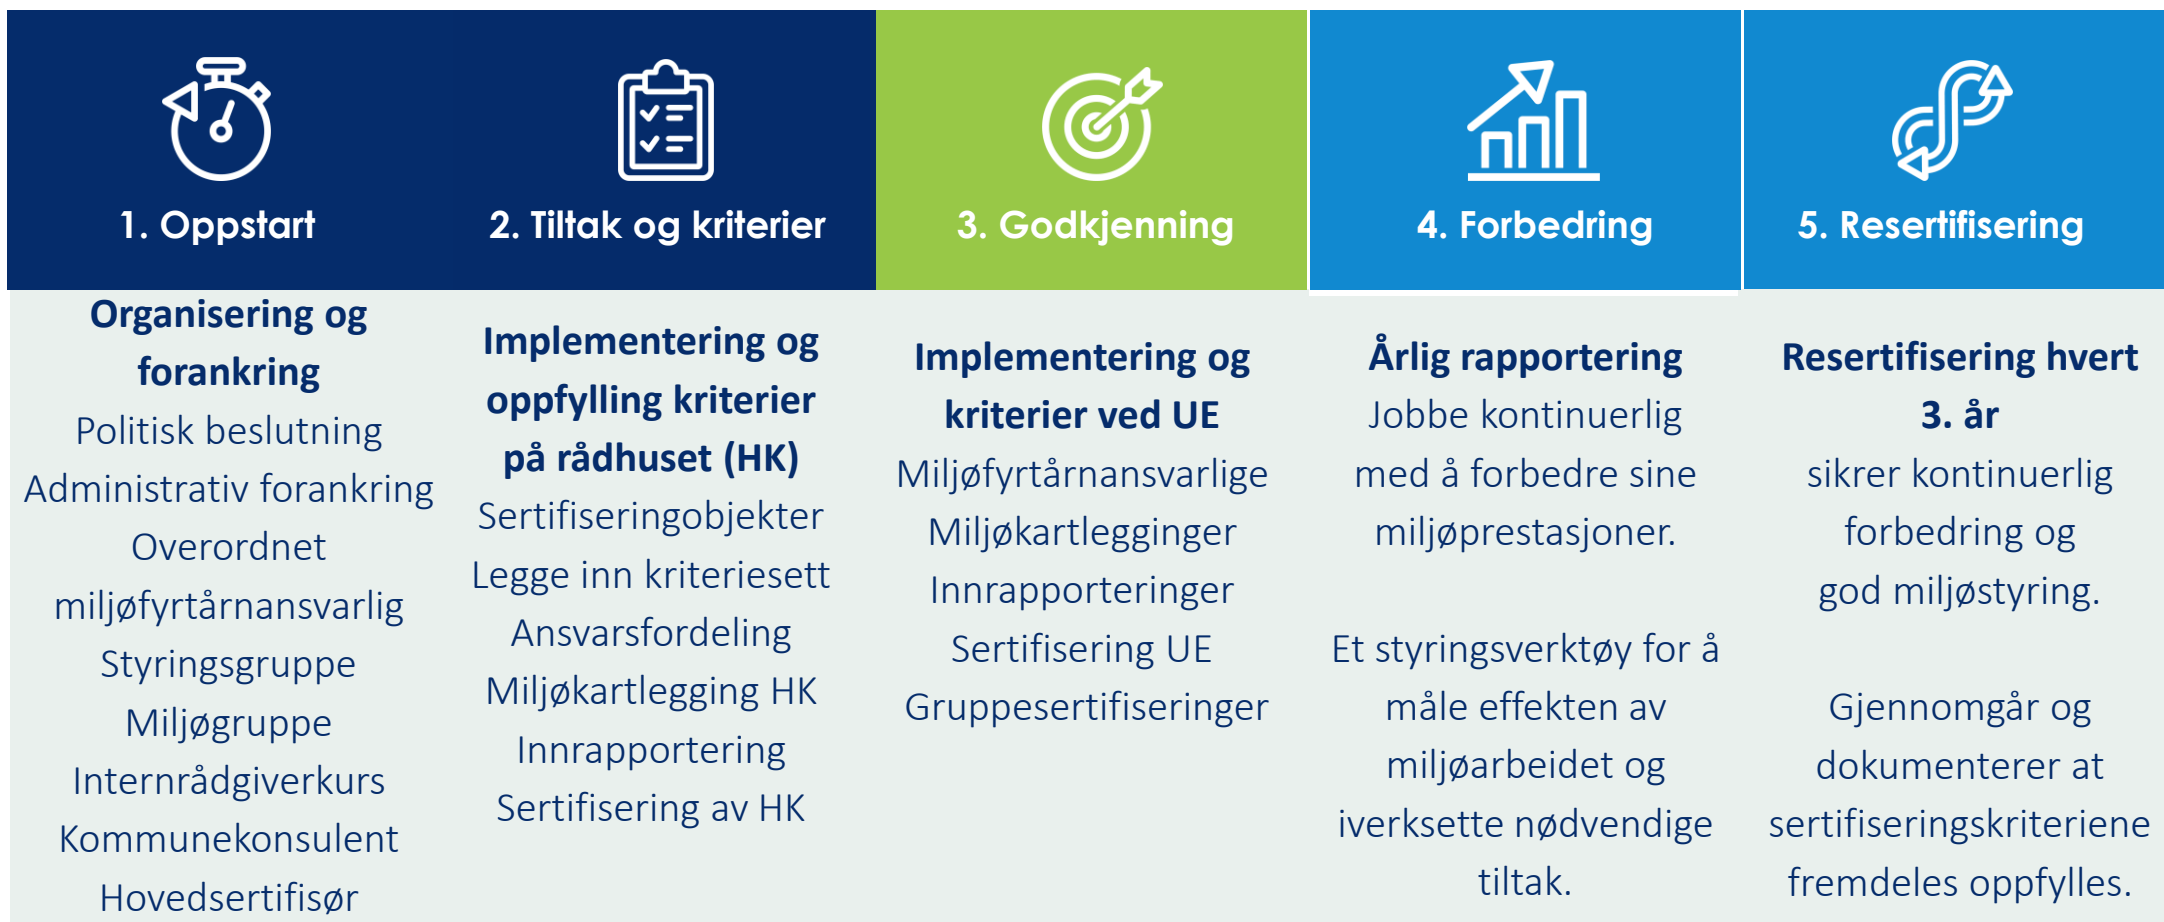 1. Oppstart
Organisering og
forankring
Politisk beslutning
Administrativ forankring
Overordnet
miljøfyrtårnansvarlig
Styringsgruppe
Miljøgruppe
Internrådgiverkurs
Kommunekonsulent
Hovedsertifisør
2. Tiltak og kriterier
Implementering og
oppfylling kriterier
på rådhuset (HK)
Sertifiseringobjekter
Legge inn kriteriesett
Ansvarsfordeling
Miljøkartlegging HK
Innrapportering
Sertifisering av HK
3. Godkjenning
Implementering og
kriterier ved UE
Miljøfyrtårnansvarlige
Miljøkartlegginger
Innrapporteringer
Sertifisering UE
Gruppesertifiseringer
4. Forbedring
Årlig rapportering
Jobbe kontinuerlig
med å forbedre sine
miljøprestasjoner.
Et styringsverktøy for å
måle effekten av
miljøarbeidet og
iverksette nødvendige
tiltak.
5. Resertifisering
Resertifisering hvert
3. år
sikrer kontinuerlig
forbedring og
god miljøstyring.
Gjennomgår og
dokumenterer at
sertifiseringskriteriene
fremdeles oppfylles.